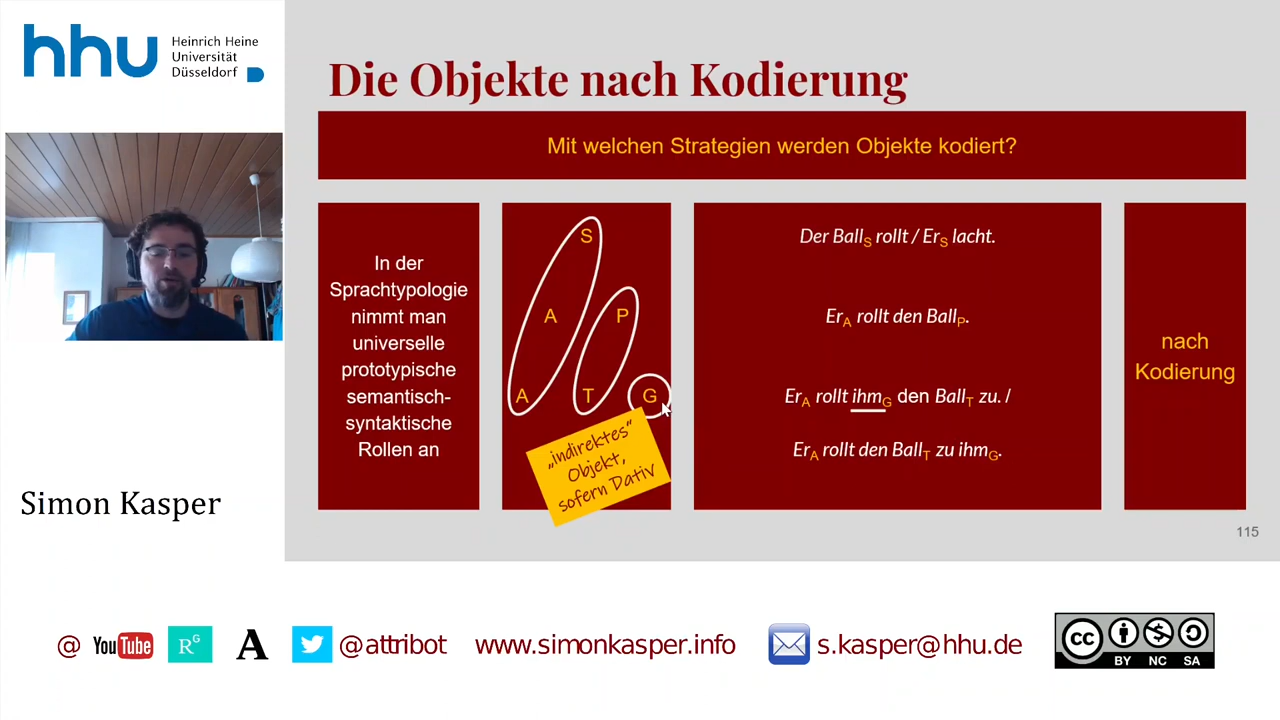 hhu
Heinrich Heine
Universität
Düsseldorf
Die Objekte nach Kodierung
Mit welchen Strategien werden Objekte kodiert?
In der
Sprachtypologie
nimmt man
universelle
prototypische
semantisch-
syntaktische
Rollen an
S
A P
A T G
„indirektes"
Objekt,
sofern Dativ
Der BallS rollt / ErS lacht.
ErA rollt den BallP.
ErA rollt ihmG den BallT zu. /
ErA rollt den BallT zu ihmG.
nach
Kodierung
115
Simon Kasper
@ YouTube RG A @attribot www.simonkasper.info s.kasper@hhu.de
cc BY NC SA